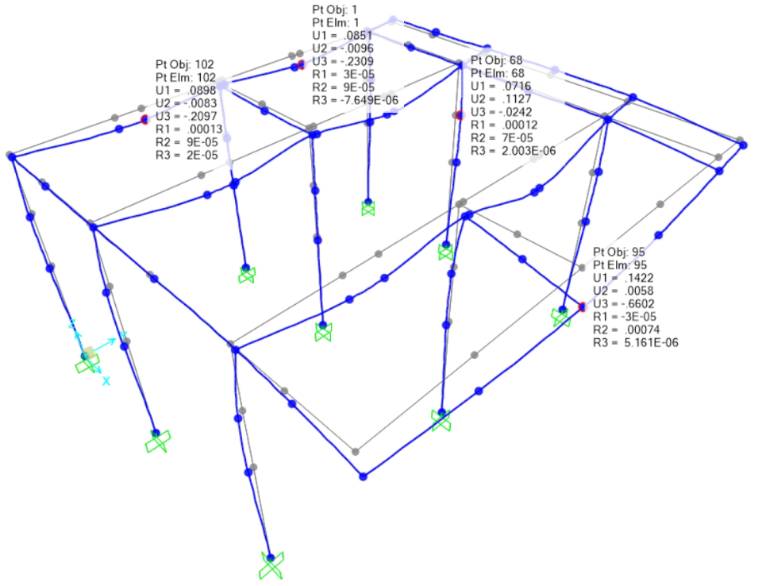 Pt Obj: 1
Pt Elm: 1
U1 = .0851
U2 = -.0096
U3 = -.2309
R1 = 3E-05
R2 = 9E-05
R3 = -7.649E-06
Pt Obj: 102
Pt Elm: 102
U1 = .0898
U2 = -.0083
U3 = -.2097
R1 = .00013
R2 = 9E-05
R3 = 2E-05
Pt Obj: 68
Pt Elm: 68
U1 = .0716
U2 = .1127
U3 = -.0242
R1 = .00012
R2 = 7E-05
R3 = 2.003E-06
Pt Obj: 95
Pt Elm: 95
U1 = .1422
U2 = .0058
U3 = -.6602
R1 = -3E-05
R2 = .00074
R3 = 5.161E-06
X